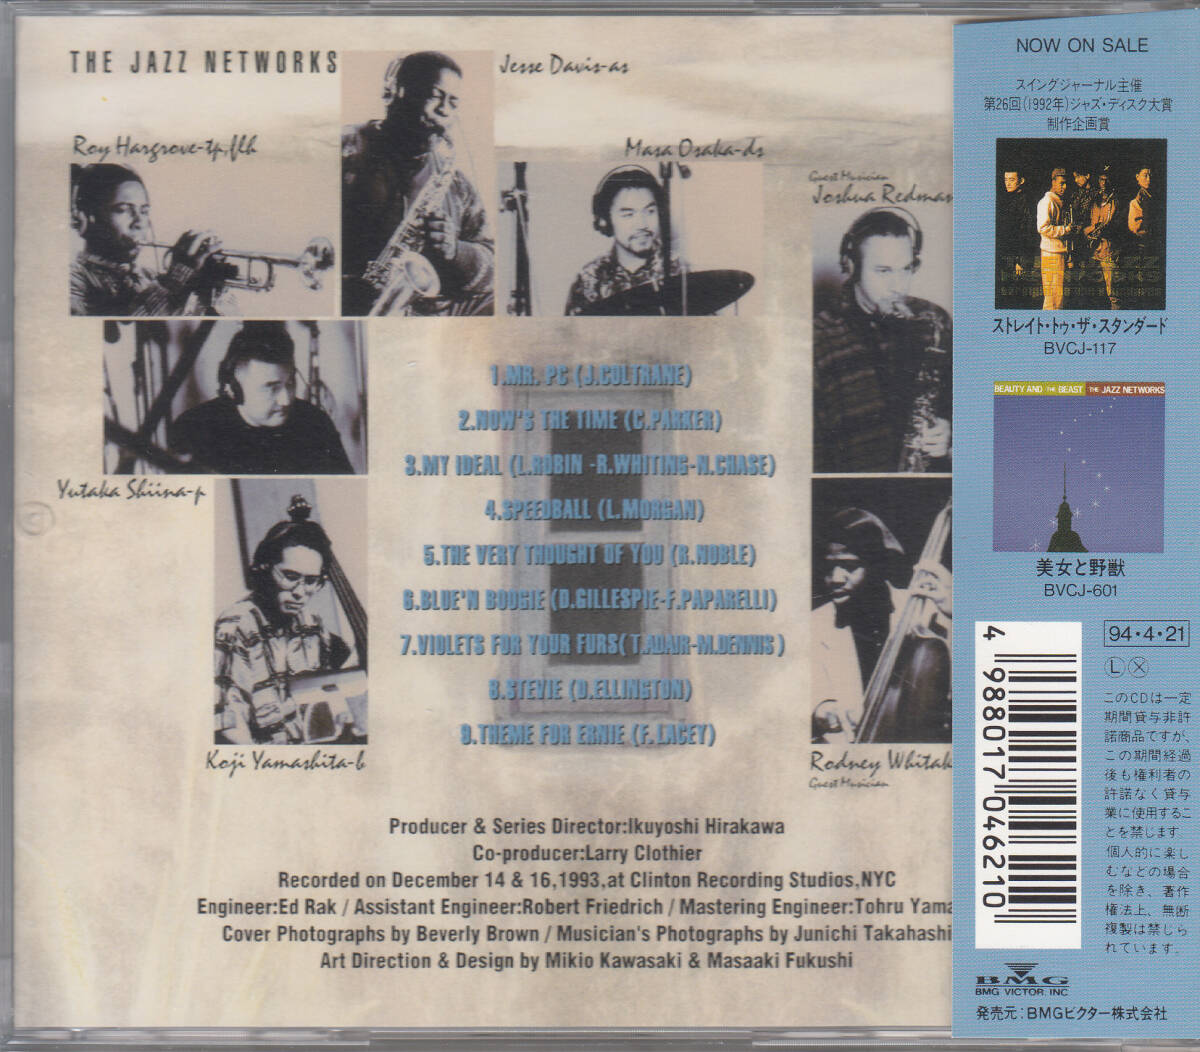 THE JAZZ NETWORKS
Jesse Davis-as
Roy Hargrove-tp,flh
Masa Osaka-ds
Guest Musician
Joshua Redman
Yutaka Shiina-p
Koji Yamashita-b
Rodney Whitak
Guest Musician
1.MR. PC (J.COLTRANE)
2.NOW'S THE TIME (C.PARKER)
3.MY IDEAL (L.ROBIN -R.WHITING-N.CHASE)
4.SPEEDBALL (L.MORGAN)
5.THE VERY THOUGHT OF YOU (R.NOBLE)
6.BLUE'N BOOGIE (D.GILLESPIE-F.PAPARELLI)
7.VIOLETS FOR YOUR FURS(T.ADAIR-M.DENNIS)
8.STEVIE (D.ELLINGTON)
9.THEME FOR ERNIE (F.LACEY)
Producer & Series Director:Ikuyoshi Hirakawa
Co-producer:Larry Clothier
Recorded on December 14 & 16,1993,at Clinton Recording Studios,NYC
Engineer:Ed Rak / Assistant Engineer:Robert Friedrich / Mastering Engineer:Tohru Yama
Cover Photographs by Beverly Brown / Musician's Photographs by Junichi Takahashi
Art Direction & Design by Mikio Kawasaki & Masaaki Fukushi
NOW ON SALE
スイングジャーナル主催
第26回(1992年)ジャズ・ディスク大賞
制作企画賞
THE JAZZ
NETWORKS
ストレイト・トゥ・ザ・スタンダード
BVCJ-117
BEAUTY AND THE BEAST THE JAZZ NETWORKS
美女と野獣
BVCJ-601
94・4・21
Ⓛ Ⓧ
このCDは一定
期間貸与非許
諾商品ですが、
この期間経過
後も権利者の
許諾なく貸与
業に使用するこ
とを禁じます。
個人的に楽し
むなどの場合
を除き、著作
権法上、無断
複製は禁じら
れています。
4 988017 046210
BMG
BMG VICTOR. INC
発売元:BMGビクター株式会社